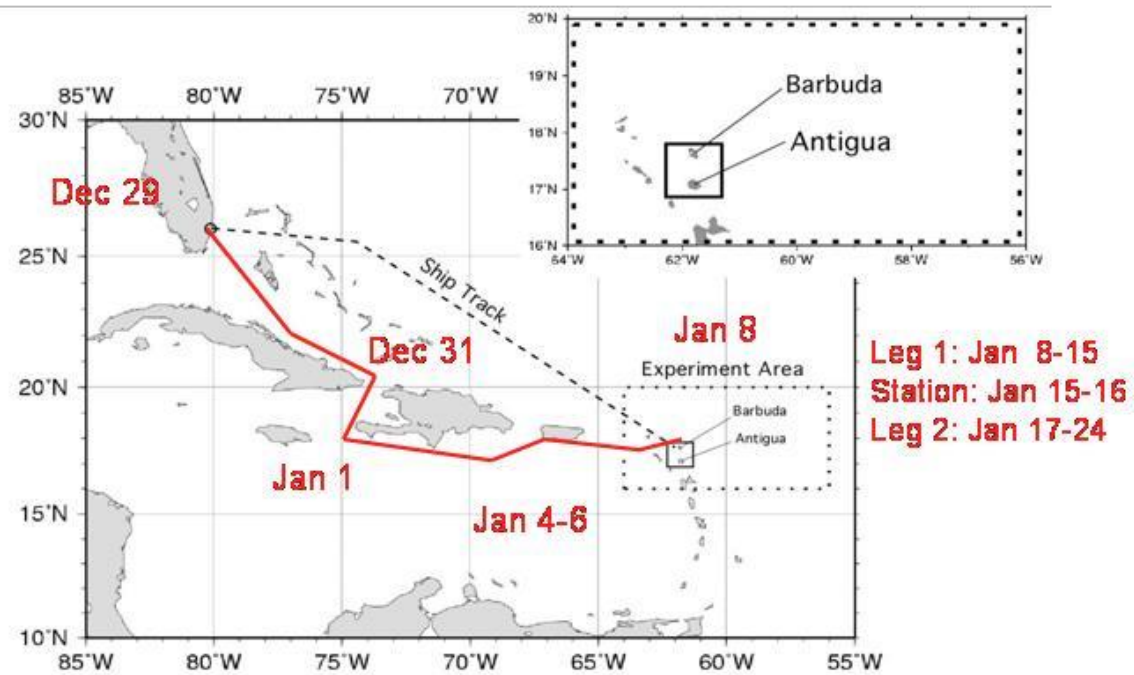 20°N
19°N
18°N
17°N
16°N
64°W
62°W
60°W
58°W
56°W
Barbuda
Antigua
85°W
80°W
75°W
70°W
30°N
25°N
20°N
15°N
10°N
Dec 29
Ship Track
Dec 31
Jan 8
Experiment Area
Barbuda
Antigua
Jan 1
Jan 4-6
Leg 1: Jan 8-15
Station: Jan 15-16
Leg 2: Jan 17-24
85°W
80°W
75°W
70°W
65°W
60°W
55°W